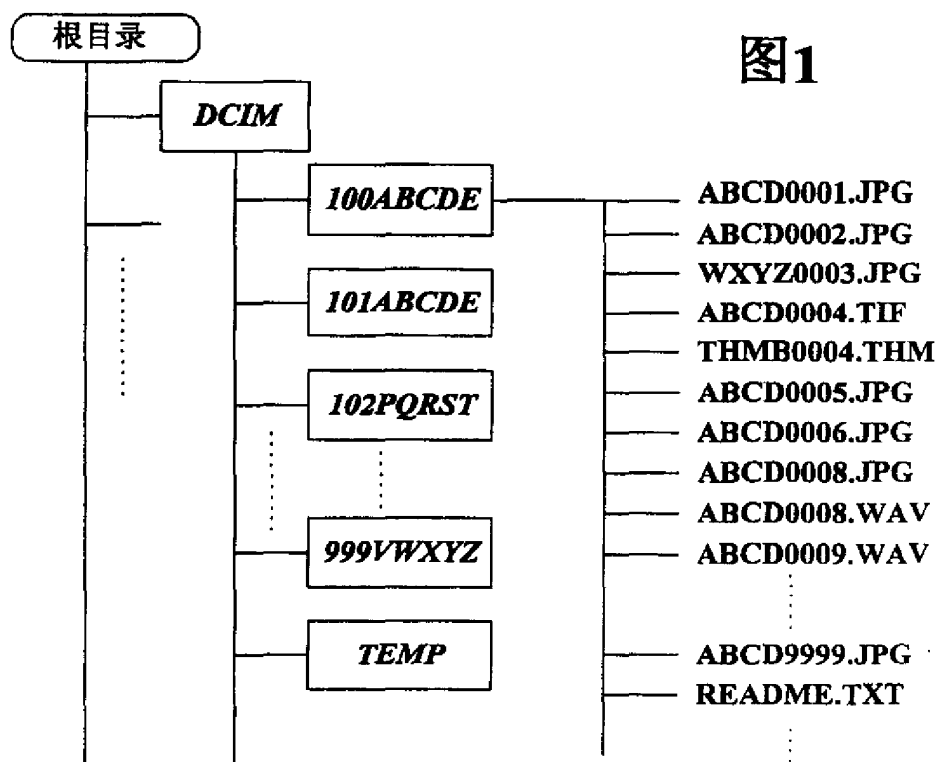 根目录
图1
DCIM
100ABCDE
101ABCDE
102PQRST
999VWXYZ
TEMP
ABCD0001.JPG
ABCD0002.JPG
WXYZ0003.JPG
ABCD0004.TIF
THMB0004.THM
ABCD0005.JPG
ABCD0006.JPG
ABCD0008.JPG
ABCD0008.WAV
ABCD0009.WAV
ABCD9999.JPG
README.TXT